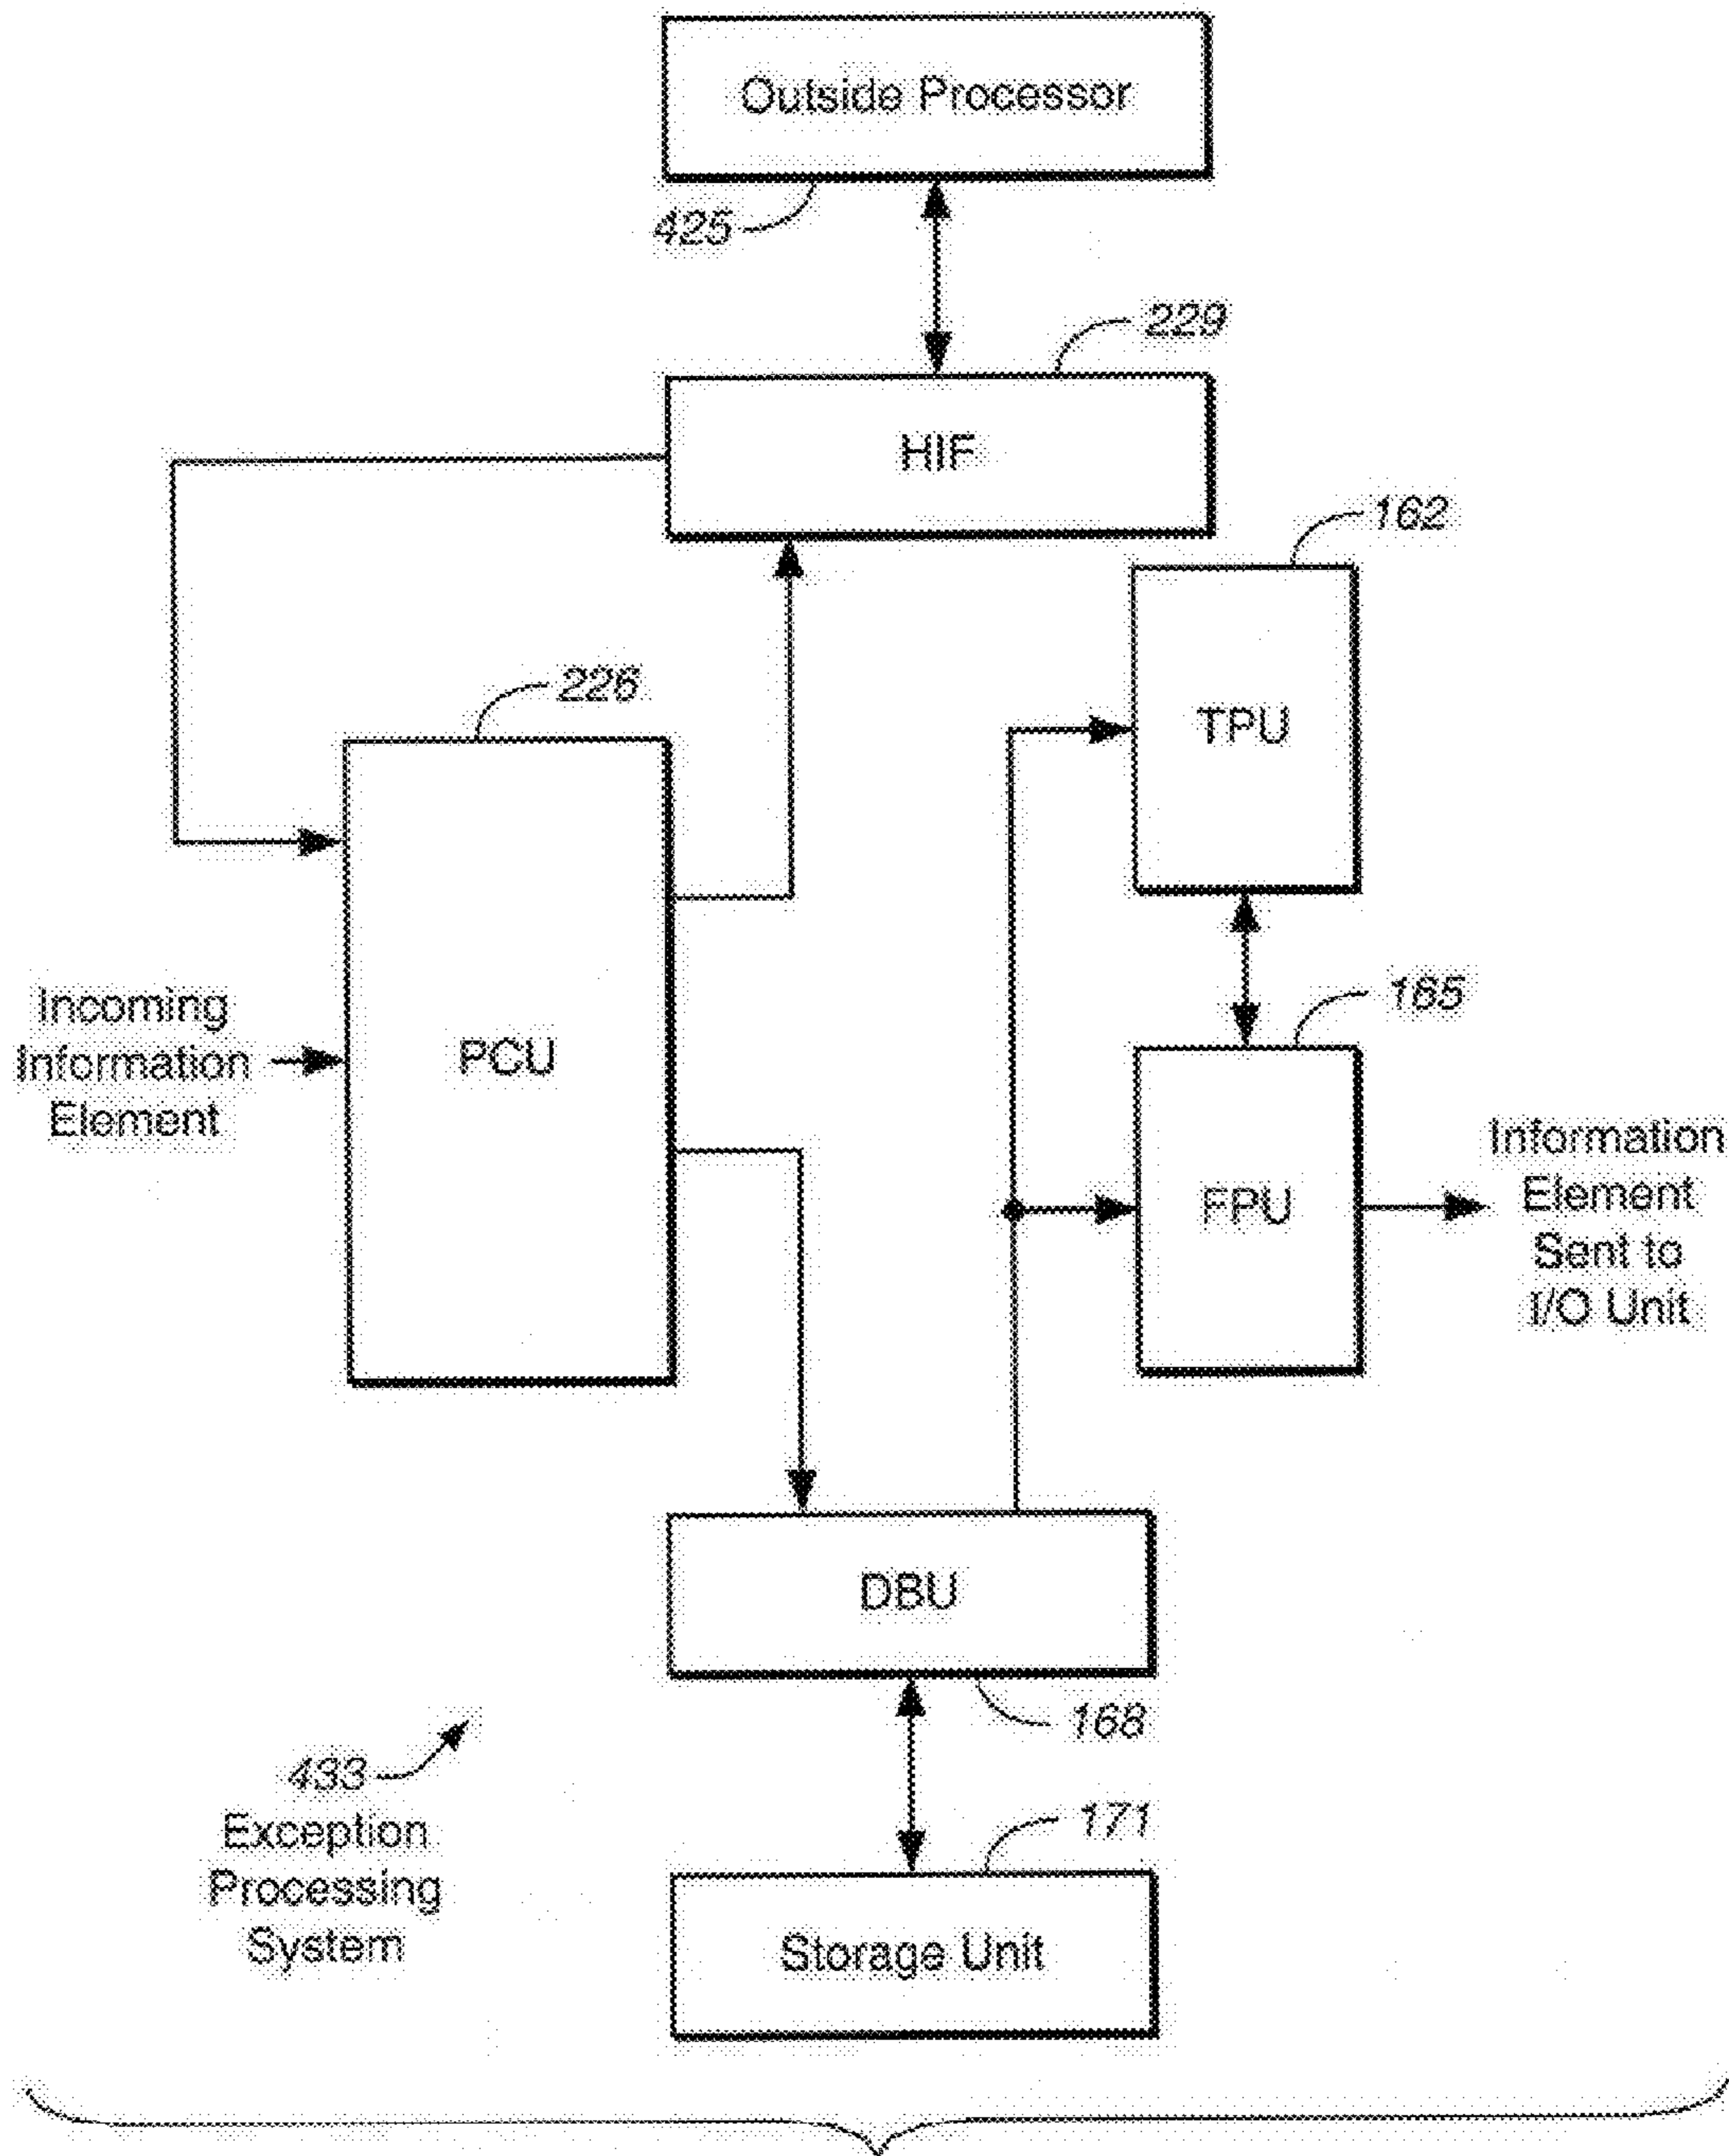 Outside Processor
425
229
HIF
162
TPU
226
PCU
Incoming
Information
Element
165
FPU
Information
Element
Sent to
I/O Unit
DBU
168
433
Exception
Processing
System
171
Storage Unit